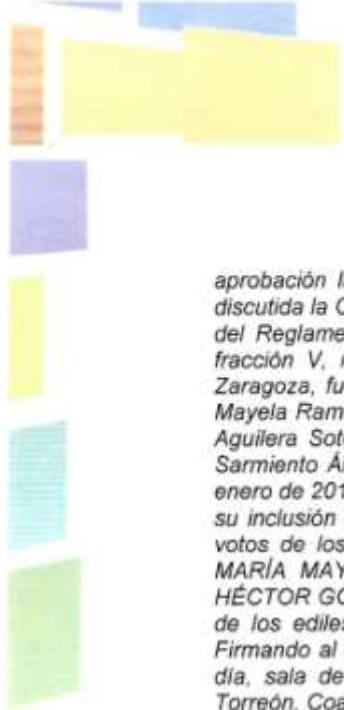 aprobación
discutida la
del Reglame
fracción V,
Zaragoza, fu
Mayela Ram
Aguilera Sot
Sarmiento
enero de 201
su inclusión
votos de los
MARÍA MAY
HÉCTOR GO
de los ediles
Firmando al
día, sala de
Torreón, Coa